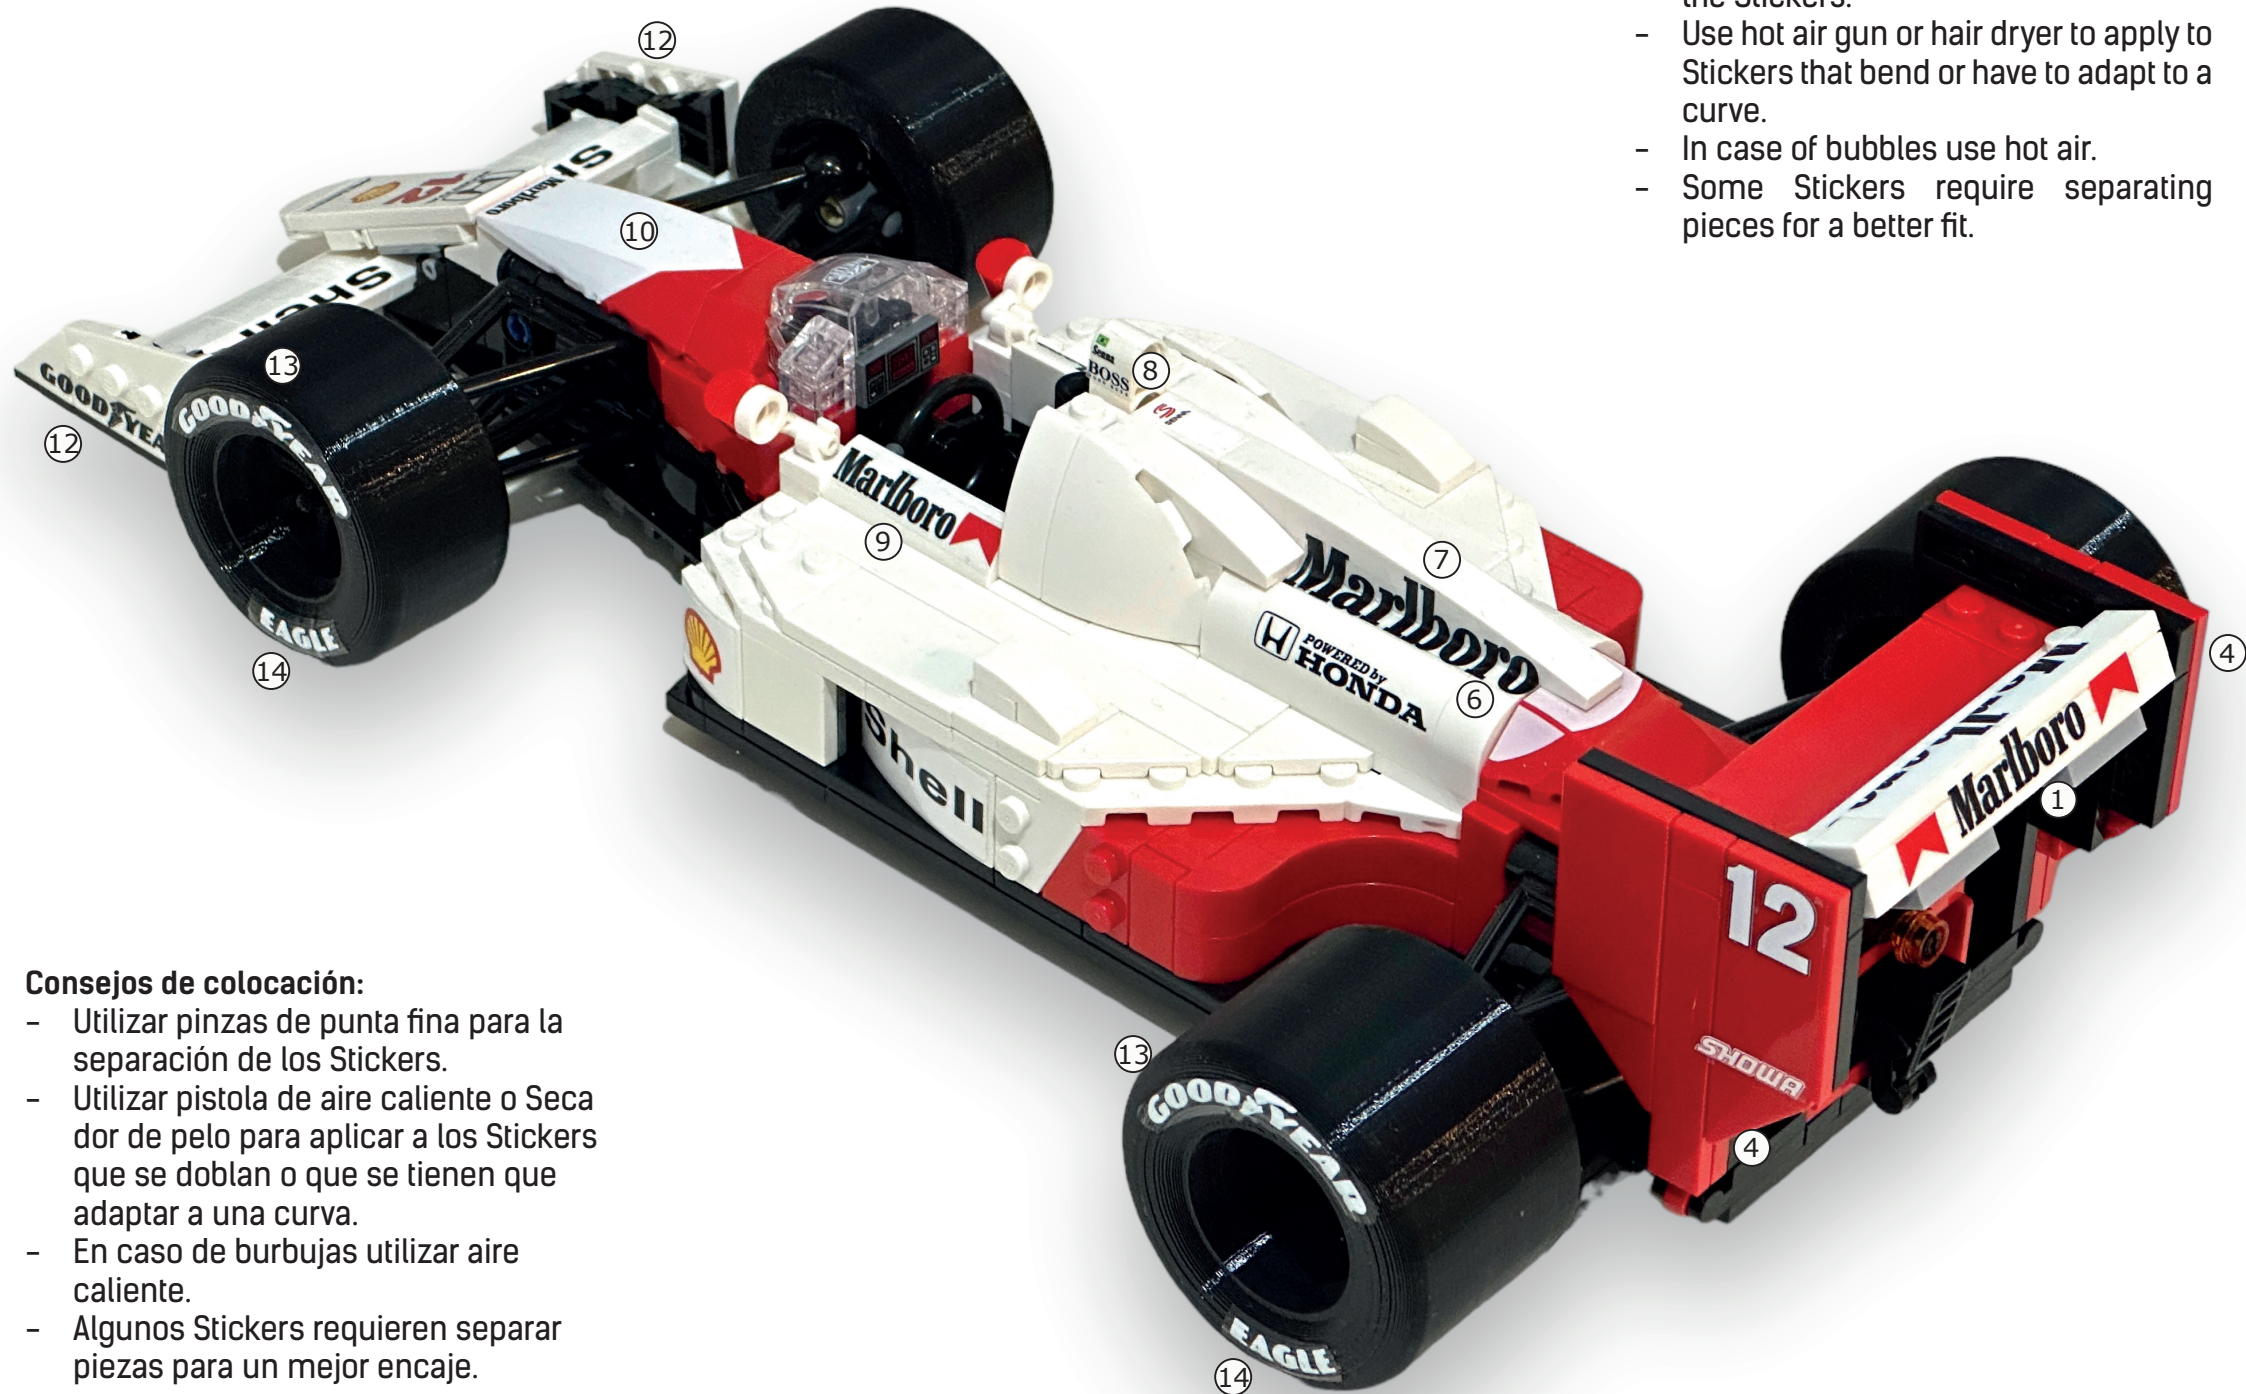 the Stickers.
- Use hot air gun or hair dryer to apply to
Stickers that bend or have to adapt to a
curve.
- In case of bubbles use hot air.
- Some Stickers require separating
pieces for a better fit.
12
10
Marlboro
12
Shell
13
GOODYEAR
12
GOODYEAR
EAGLE
14
Senna
BOSS
8
Marlboro
9
7
Marlboro
POWERED by
HONDA
6
Shell
4
Marlboro
Marlboro
1
12
SHOWA
4
13
GOODYEAR
EAGLE
14
Consejos de colocación:
- Utilizar pinzas de punta fina para la
separación de los Stickers.
- Utilizar pistola de aire caliente o Seca
dor de pelo para aplicar a los Stickers
que se doblan o que se tienen que
adaptar a una curva.
- En caso de burbujas utilizar aire
caliente.
- Algunos Stickers requieren separar
piezas para un mejor encaje.